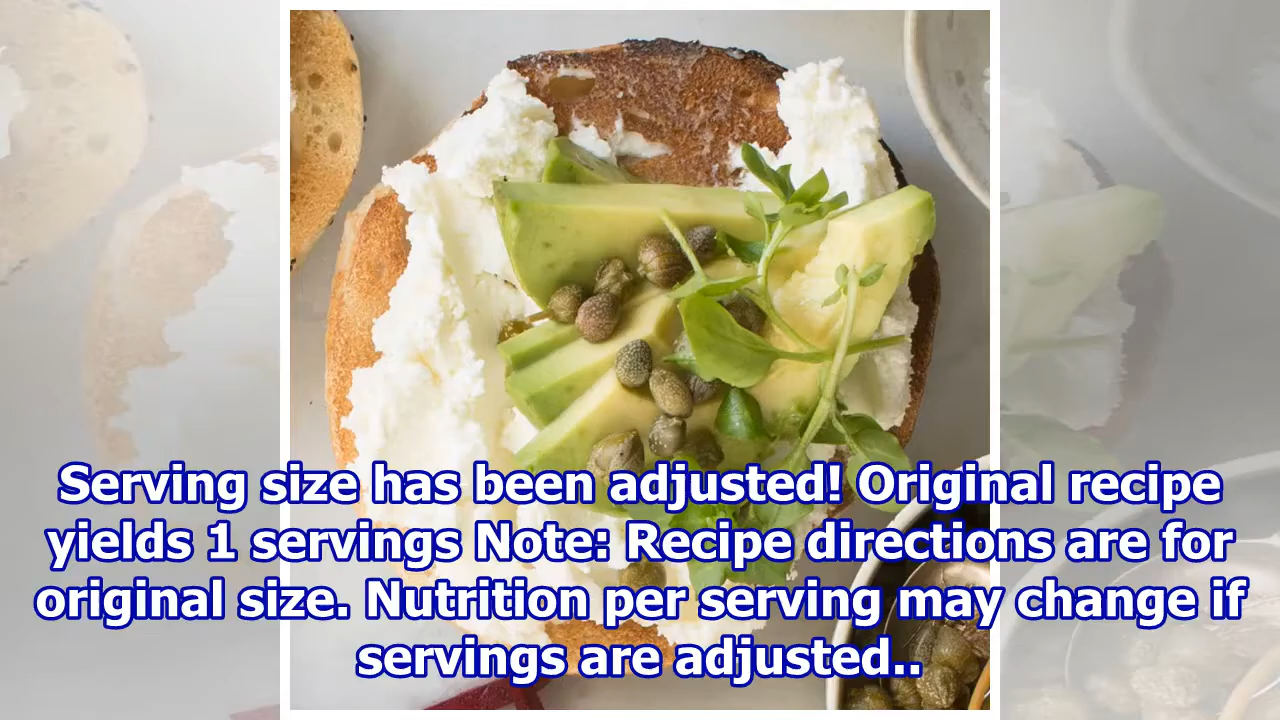 Serving size has been adjusted! Original recipe
yields 1 servings Note: Recipe directions are for
original size. Nutrition per serving may change if
servings are adjusted..